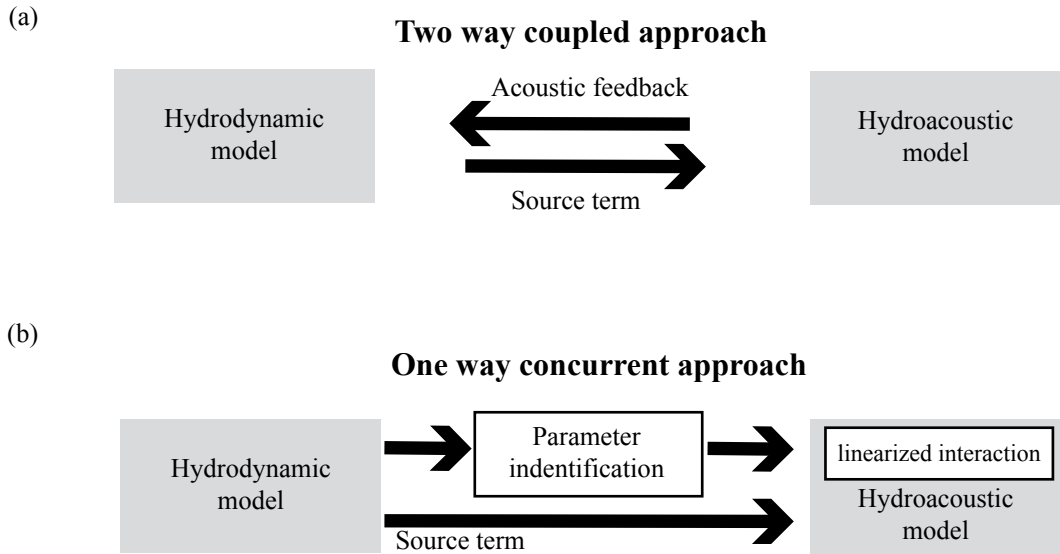 (a)
Two way coupled approach
Hydrodynamic
model
Acoustic feedback
Source term
Hydroacoustic
model
(b)
One way concurrent approach
Hydrodynamic
model
Parameter
indentification
Source term
linearized interaction
Hydroacoustic
model